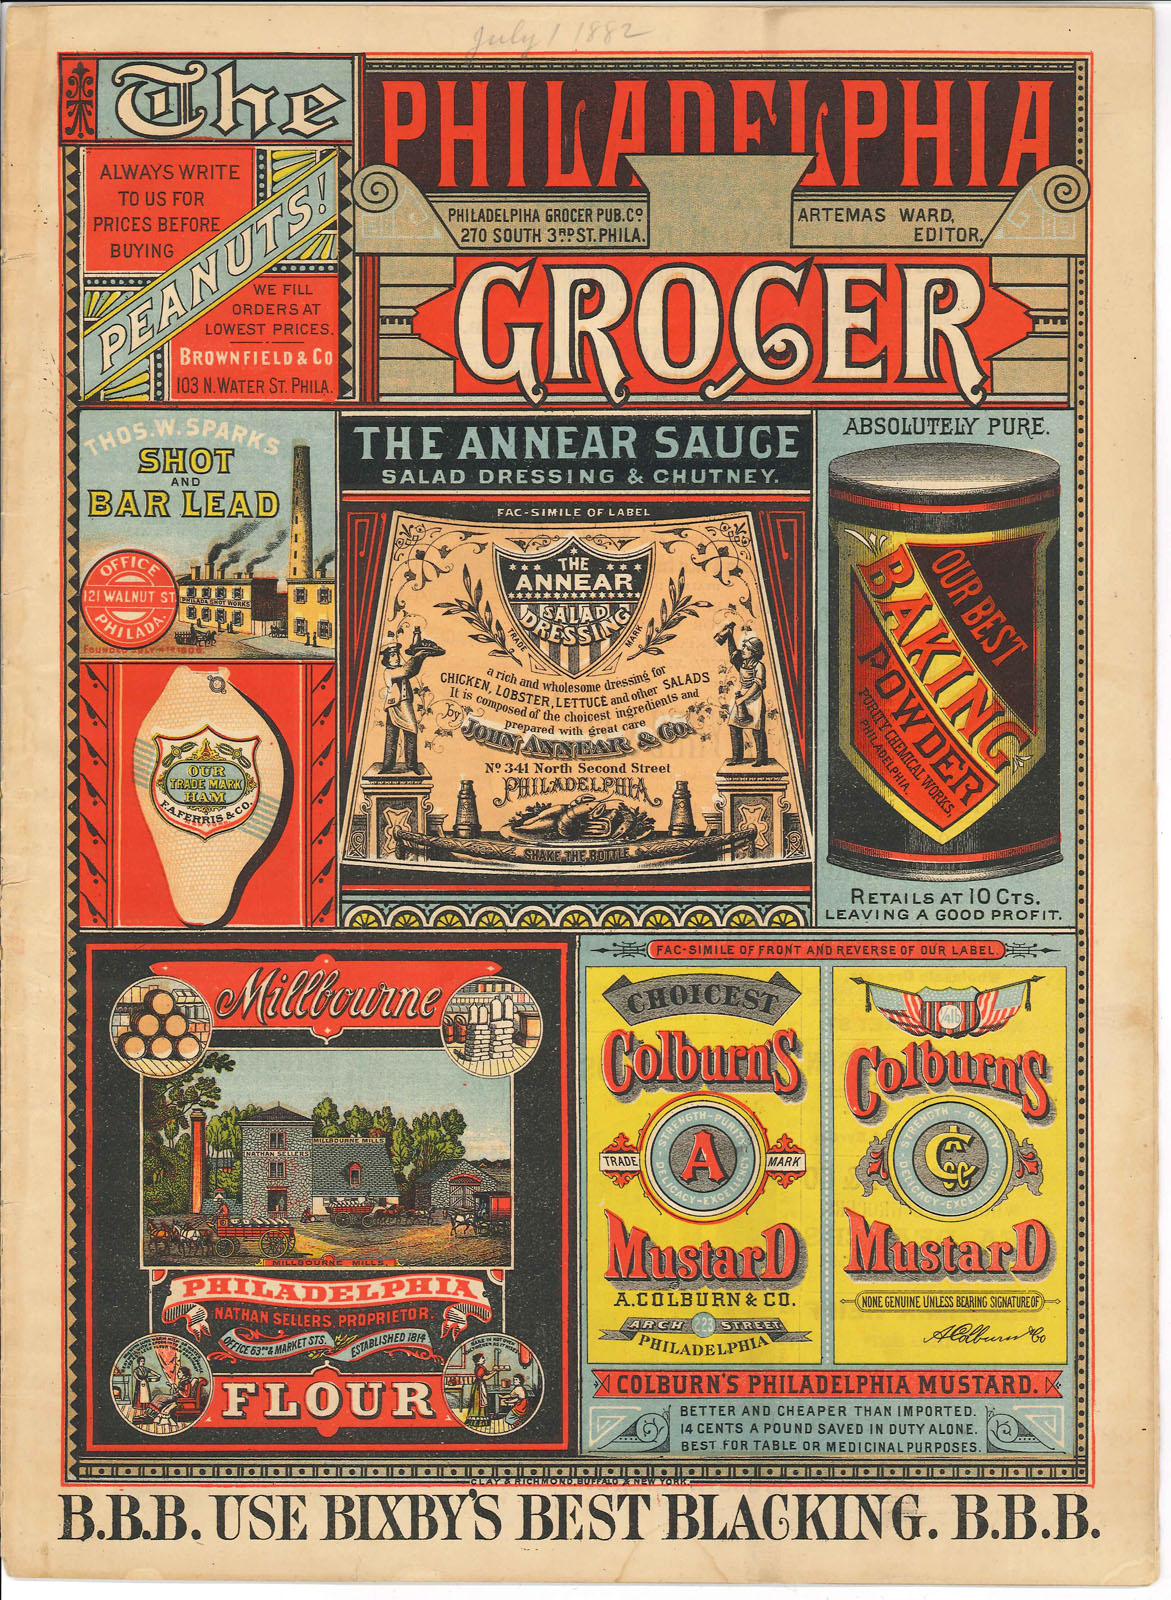 July 1 1882
The
PHILADELPHIA
PHILADELPIHA GROCER PUB. Co
270 SOUTH 3RD ST. PHILA.
ARTEMAS WARD,
EDITOR.
GROCER
ALWAYS WRITE
TO US FOR
PRICES BEFORE
BUYING
PEANUTS!
WE FILL
ORDERS AT
LOWEST PRICES.
BROWNFIELD & CO
103 N. WATER ST. PHILA.
THOS. W. SPARKS
SHOT
AND
BAR LEAD
OFFICE
121 WALNUT ST.
PHILADA.
PHILADA SHOT WORKS
FOUNDED JULY 4TH 1808.
OUR
TRADE MARK
HAM
F.A. FERRIS & CO.
THE ANNEAR SAUCE
SALAD DRESSING & CHUTNEY.
FAC-SIMILE OF LABEL
THE
ANNEAR
SALAD
DRESSING
TRADE MARK
a rich and wholesome dressing for
CHICKEN, LOBSTER, LETTUCE and other SALADS
It is composed of the choicest ingredients and
prepared with great care
by JOHN ANNEAR & CO.
No 341 North Second Street
PHILADELPHIA
SHAKE THE BOTTLE
ABSOLUTELY PURE.
OUR BEST
BAKING
POWDER
PURITY CHEMICAL WORKS,
PHILADELPHIA.
RETAILS AT 10 CTS.
LEAVING A GOOD PROFIT.
Millbourne
MILLBOURNE MILLS
NATHAN SELLERS
MILLBOURNE MILLS.
PHILADELPHIA
NATHAN SELLERS, PROPRIETOR.
OFFICE 63RD & MARKET STS. ESTABLISHED 1814
FLOUR
FAC-SIMILE OF FRONT AND REVERSE OF OUR LABEL.
CHOICEST
Colburn's
STRENGTH-PURITY
DELICACY-EXCELLENCY
A
TRADE MARK
MustarD
A. COLBURN & CO.
ARCH 223 STREET
PHILADELPHIA
¼ lb
Colburn's
STRENGTH - PURITY
DELICACY-EXCELLENCY
MustarD
NONE GENUINE UNLESS BEARING SIGNATURE OF
A Colburn & Co
COLBURN'S PHILADELPHIA MUSTARD.
BETTER AND CHEAPER THAN IMPORTED.
14 CENTS A POUND SAVED IN DUTY ALONE.
BEST FOR TABLE OR MEDICINAL PURPOSES.
CLAY & RICHMOND, BUFFALO & NEW YORK
B.B.B. USE BIXBY'S BEST BLACKING. B.B.B.